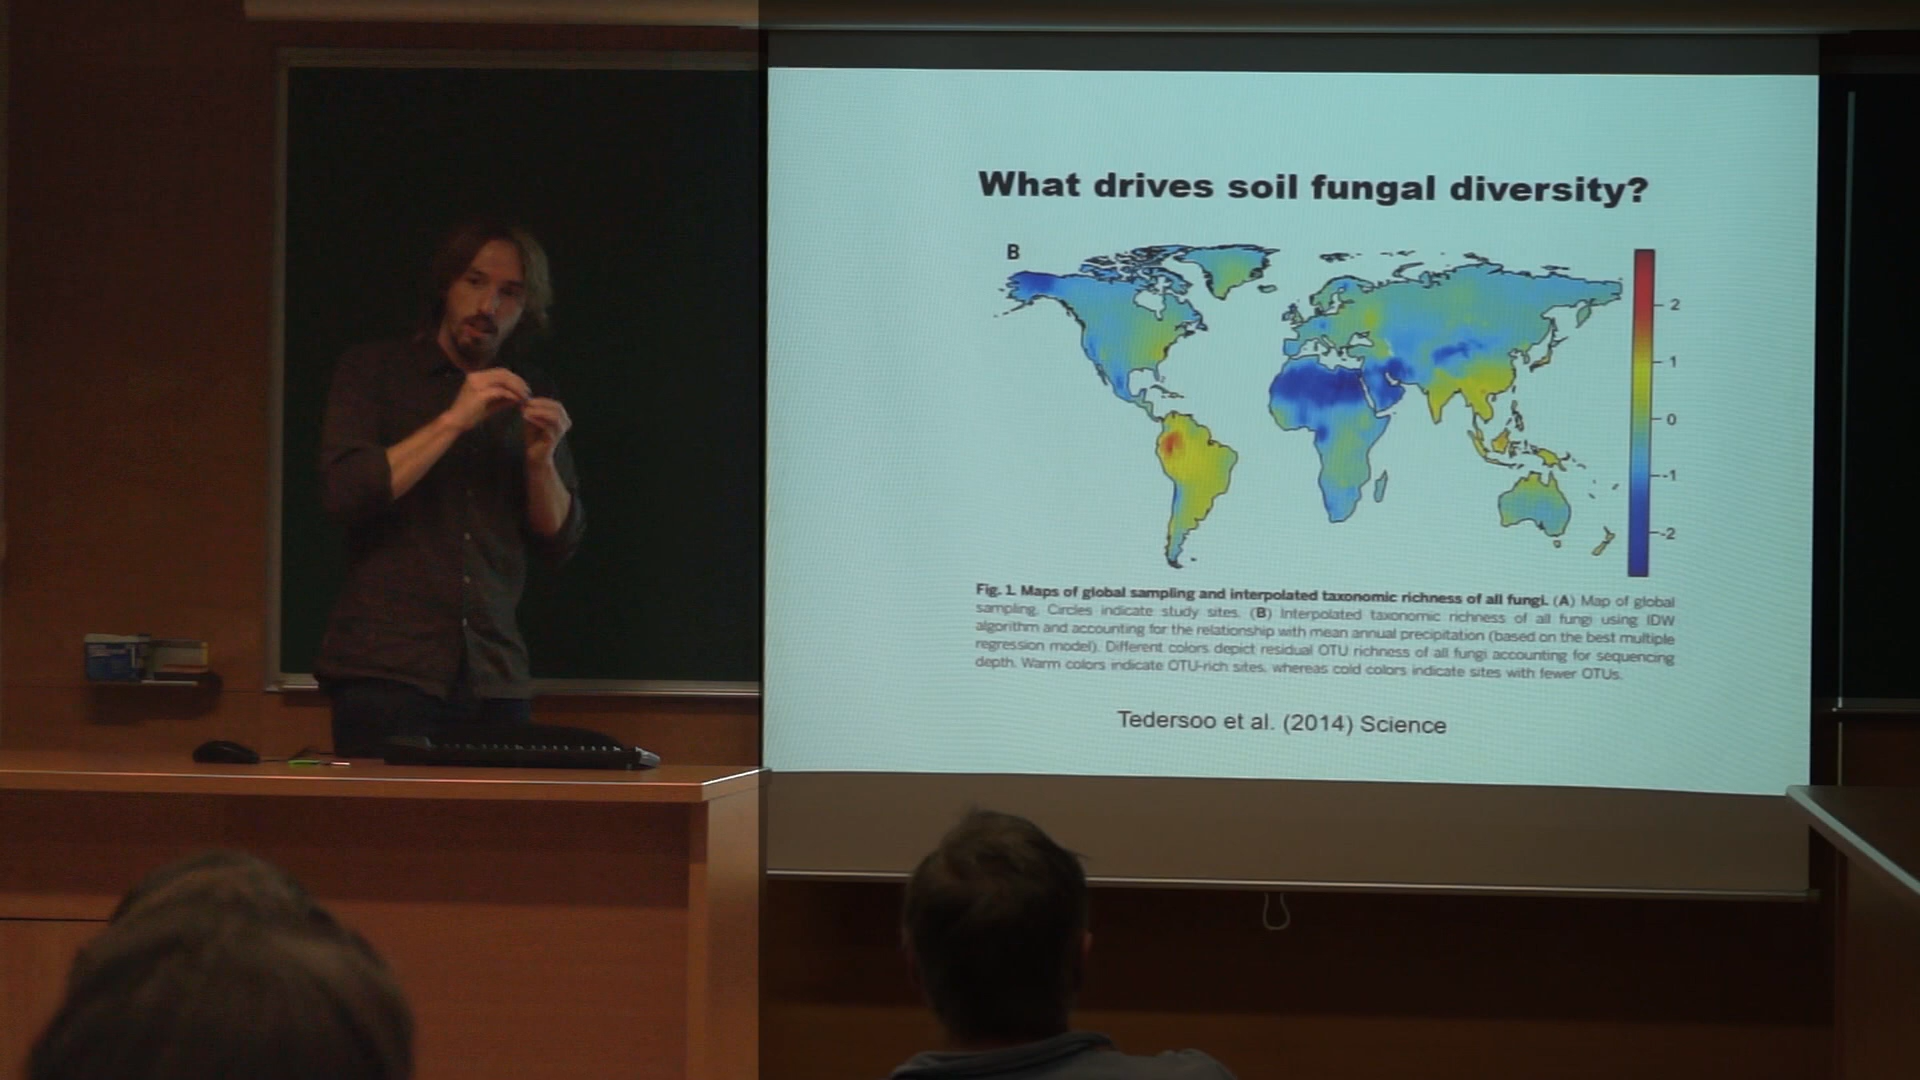 What drives soil fungal diversity?
B
2
1
0
-1
-2
Fig. 1. Maps of global sampling and interpolated taxonomic richness of all fungi. (A) Map of global
sampling. Circles indicate study sites. (B) Interpolated taxonomic richness of all fungi using IDW
algorithm and accounting for the relationship with mean annual precipitation (based on the best multiple
regression model). Different colors depict residual OTU richness of all fungi accounting for sequencing
depth. Warm colors indicate OTU-rich sites, whereas cold colors indicate sites with fewer OTUs.
Tedersoo et al. (2014) Science